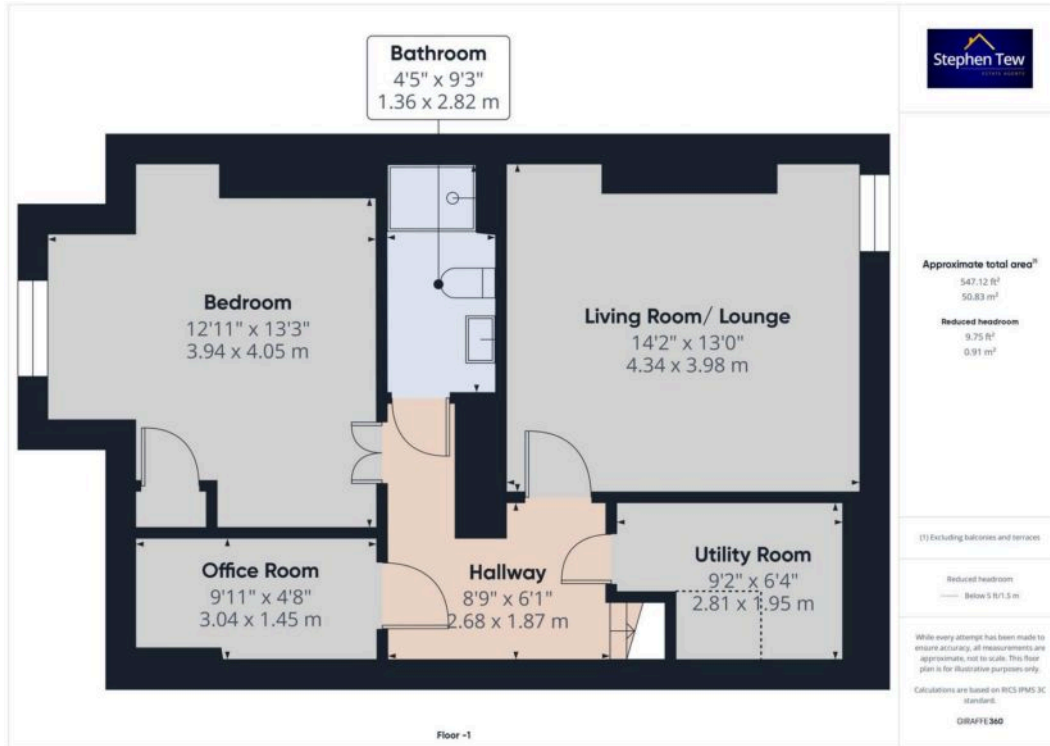 Bathroom
4'5" x 9'3"
1.36 x 2.82 m
Bedroom
12'11" x 13'3"
3.94 x 4.05 m
Living Room/ Lounge
14'2" x 13'0"
4.34 x 3.98 m
Office Room
9'11" x 4'8"
3.04 x 1.45 m
Hallway
8'9" x 6'1"
2.68 x 1.87 m
Utility Room
9'2" x 6'4"
2.81 x 1.95 m
Floor -1
Stephen Tew
ESTATE AGENTS
Approximate total area⁽¹⁾
547.12 ft²
50.83 m²
Reduced headroom
9.75 ft²
0.91 m²
(1) Excluding balconies and terraces
Reduced headroom
Below 5 ft/1.5 m
While every attempt has been made to
ensure accuracy, all measurements are
approximate, not to scale. This floor
plan is for illustrative purposes only.
Calculations are based on RICS IPMS 3C
standard.
GIRAFFE360